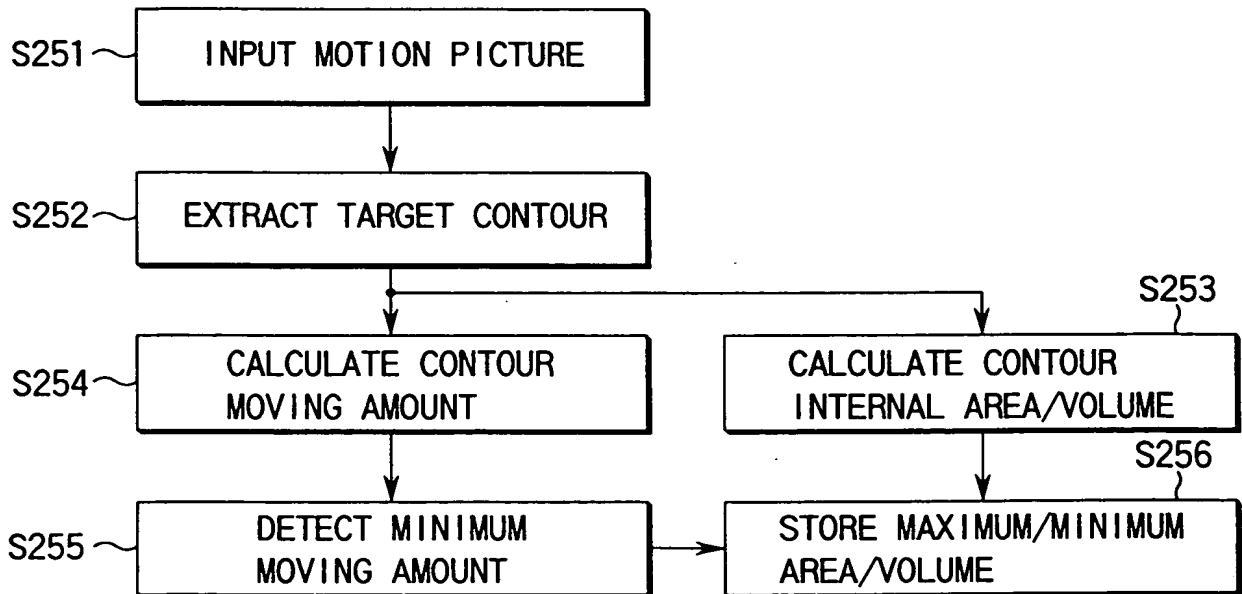 S251
INPUT MOTION PICTURE
S252
EXTRACT TARGET CONTOUR
S253
S254
CALCULATE CONTOUR
MOVING AMOUNT
CALCULATE CONTOUR
INTERNAL AREA/VOLUME
S256
S255
DETECT MINIMUM
MOVING AMOUNT
STORE MAXIMUM/MINIMUM
AREA/VOLUME